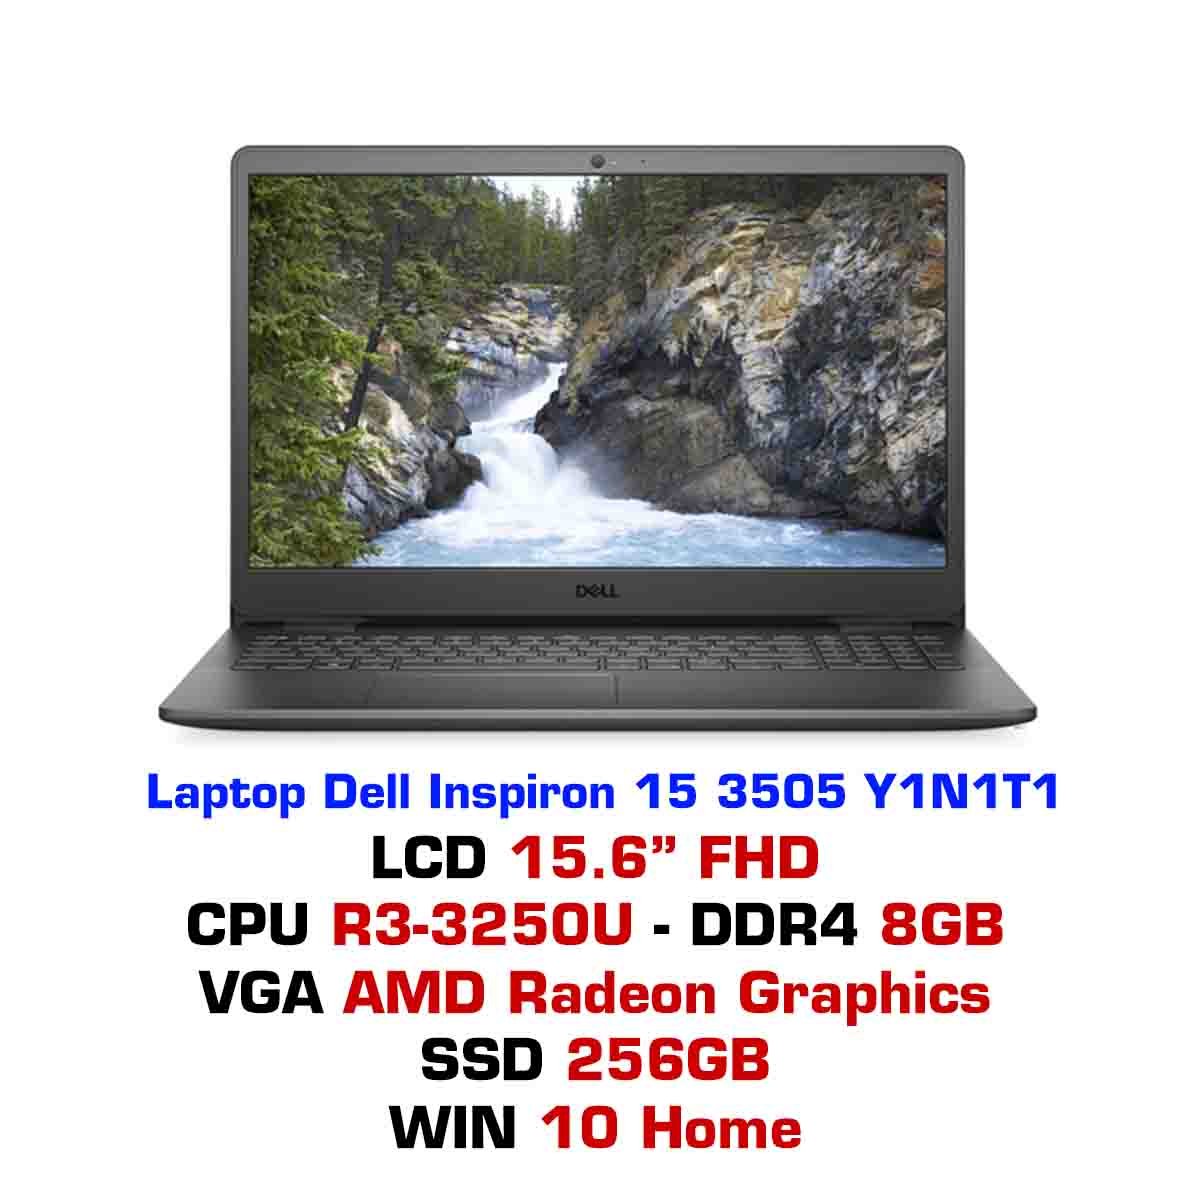 DELL
Laptop Dell Inspiron 15 3505 Y1N1T1
LCD 15.6” FHD
CPU R3-3250U - DDR4 8GB
VGA AMD Radeon Graphics
SSD 256GB
WIN 10 Home